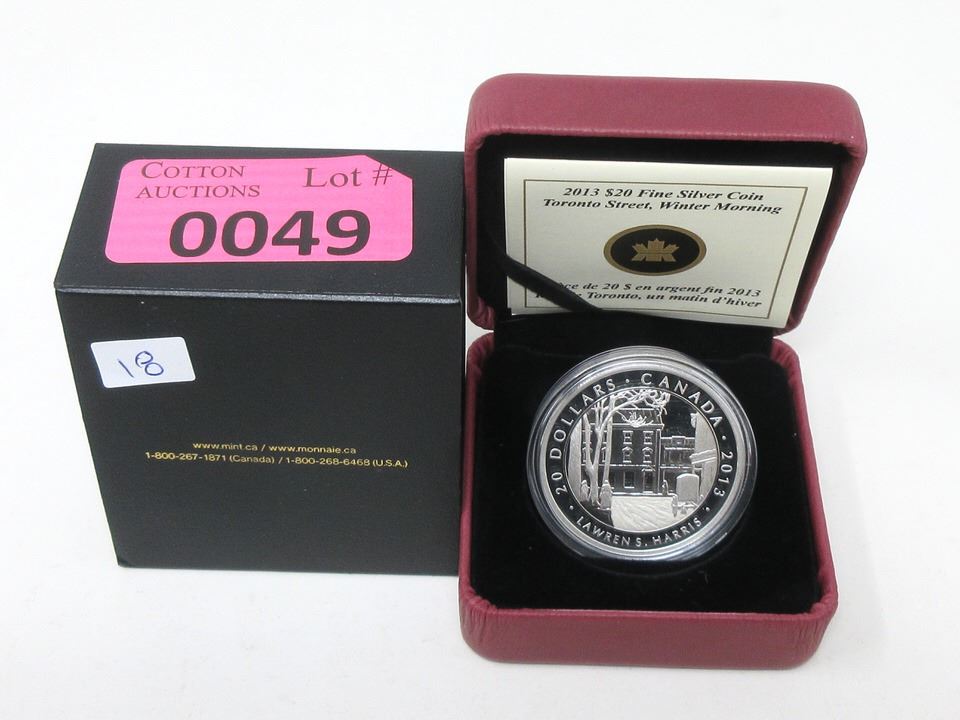 COTTON
AUCTIONS
Lot #
0049
18
www.mint.ca / www.monnaie.ca
1-800-267-1871 (Canada) / 1-800-268-6468 (U.S.A.)
2013 $20 Fine Silver Coin
Toronto Street, Winter Morning
de 20 $ en argent fin 2013
Toronto, un matin d'hiver
20 DOLLARS · CANADA · 2013
· LAWREN S. HARRIS ·